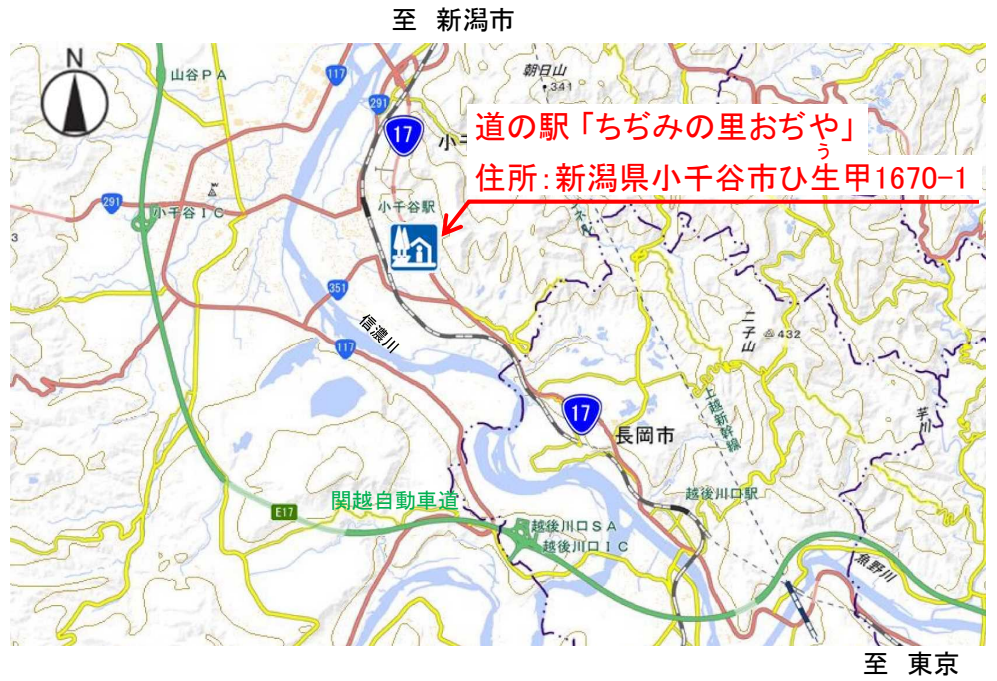 至 新潟市
N
山谷PA
117
朝日山
341
291
17
道の駅「ちぢみの里おぢや」
う
住所:新潟県小千谷市ひ生甲1670-1
291
小千谷IC
小千谷駅
351
信濃川
117
二子山
432
上越新幹線
芋川
17
長岡市
越後川口駅
関越自動車道
E17
越後川口SA
越後川口IC
魚野川
至 東京